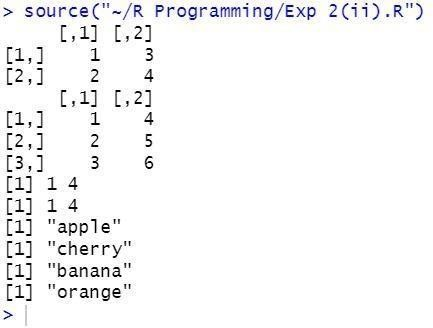 > source("~/R Programming/Exp 2(ii).R")
     [,1] [,2]
[1,]    1    3
[2,]    2    4
     [,1] [,2]
[1,]    1    4
[2,]    2    5
[3,]    3    6
[1] 1 4
[1] 1 4
[1] "apple"
[1] "cherry"
[1] "banana"
[1] "orange"
>